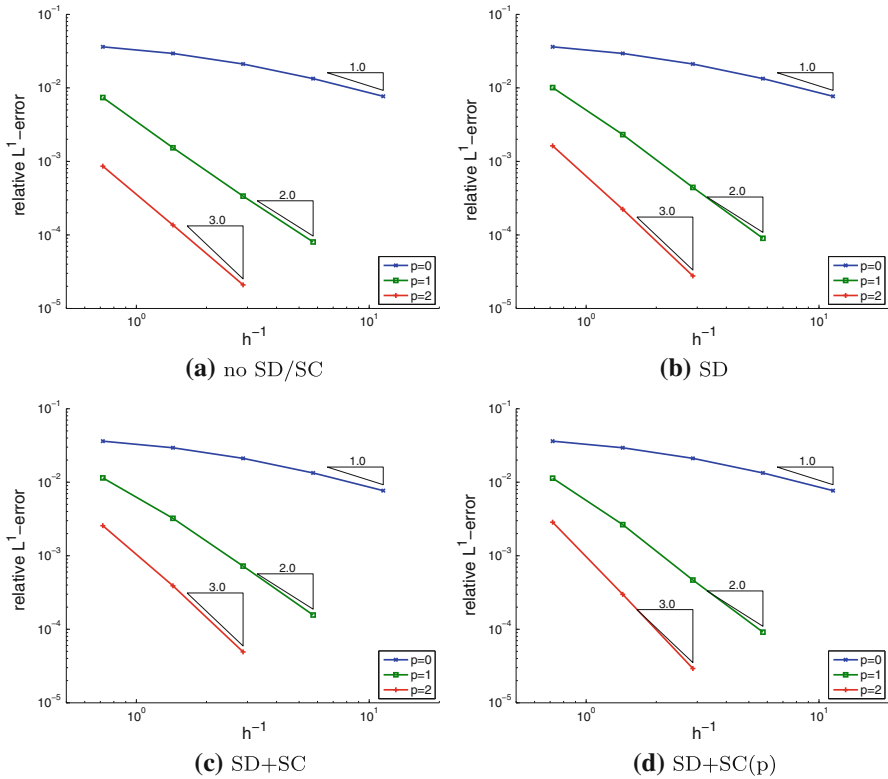 10^-1
10^-2
10^-3
10^-4
10^-5
relative L^1-error
1.0
2.0
3.0
p=0
p=1
p=2
10^0
10^1
h^-1
(a) no SD/SC
10^-1
10^-2
10^-3
10^-4
10^-5
relative L^1-error
1.0
2.0
3.0
p=0
p=1
p=2
10^0
10^1
h^-1
(b) SD
10^-1
10^-2
10^-3
10^-4
10^-5
relative L^1-error
1.0
2.0
3.0
p=0
p=1
p=2
10^0
10^1
h^-1
(c) SD+SC
10^-1
10^-2
10^-3
10^-4
10^-5
relative L^1-error
1.0
2.0
3.0
p=0
p=1
p=2
10^0
10^1
h^-1
(d) SD+SC(p)